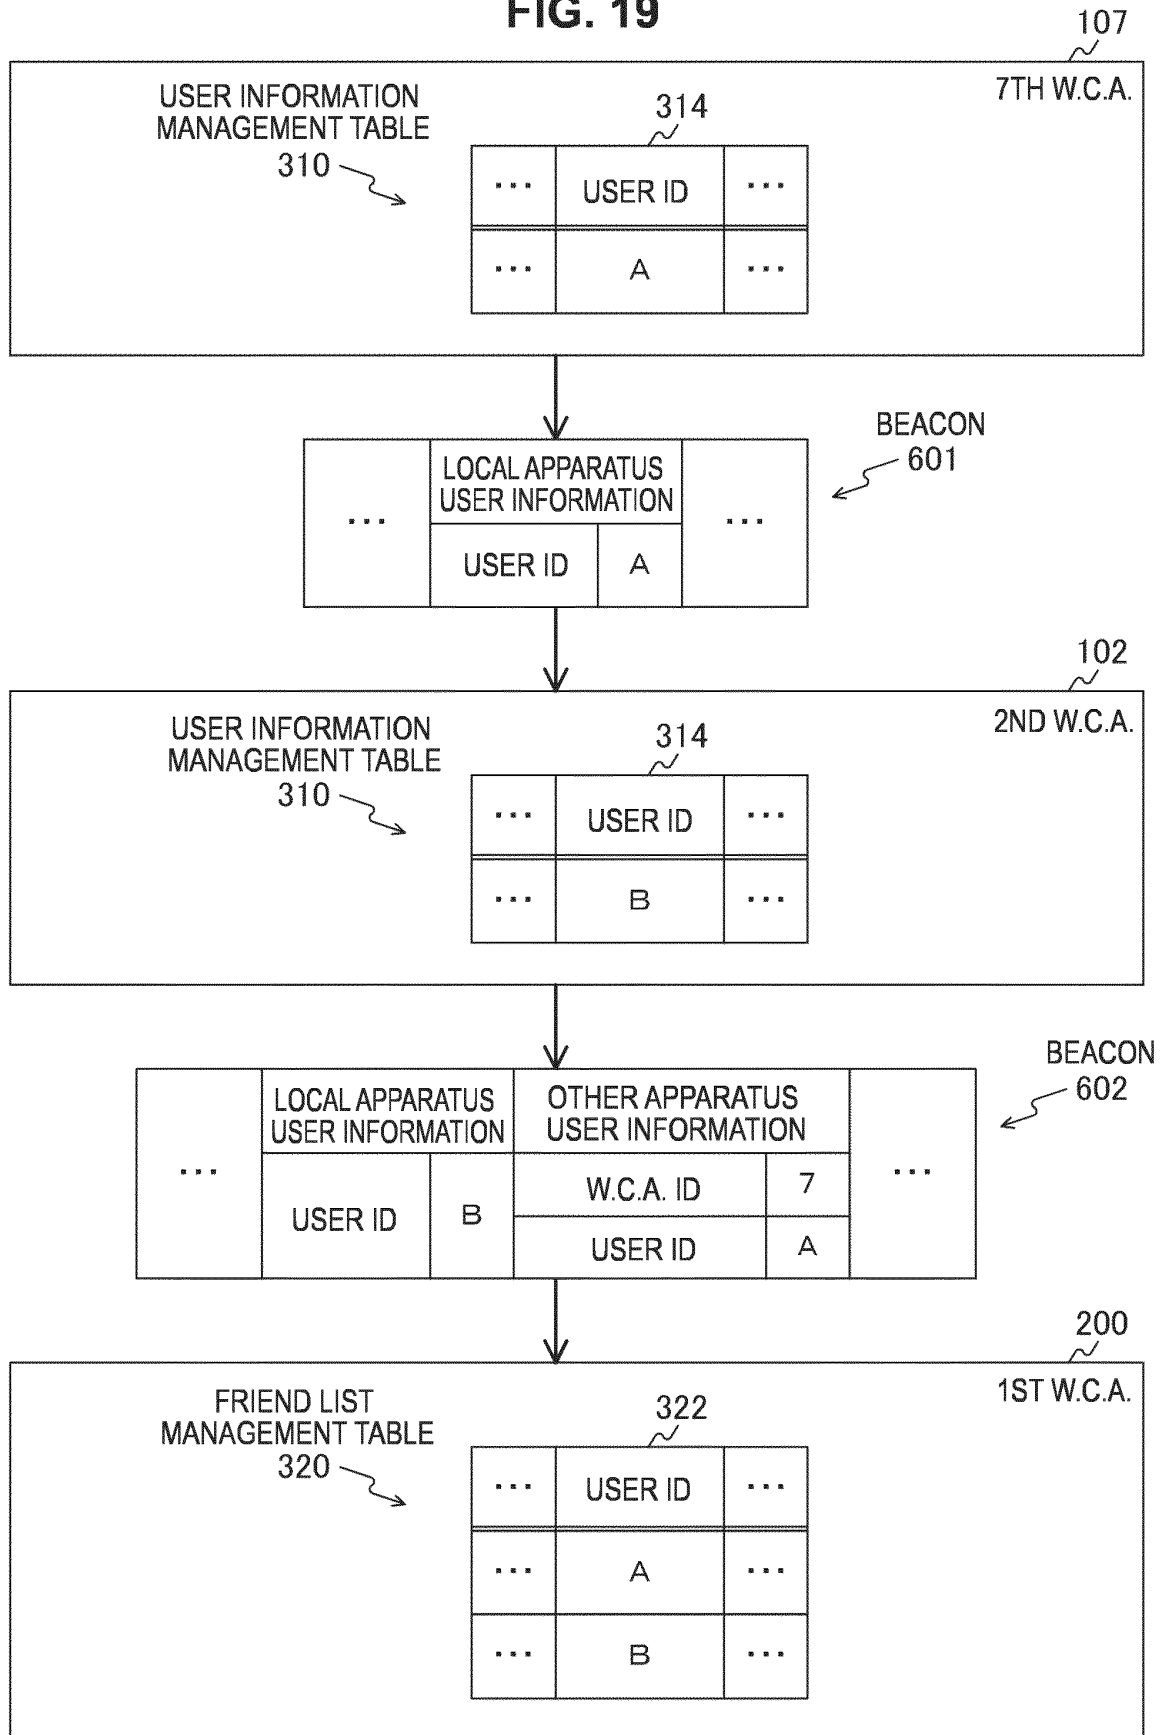 FIG. 19
107
7TH W.C.A.
USER INFORMATION
MANAGEMENT TABLE
310
314
... USER ID ...
... A ...
BEACON
601
LOCAL APPARATUS
USER INFORMATION
... ...
USER ID A
102
2ND W.C.A.
USER INFORMATION
MANAGEMENT TABLE
310
314
... USER ID ...
... B ...
BEACON
602
LOCAL APPARATUS
USER INFORMATION
OTHER APPARATUS
USER INFORMATION
... ...
USER ID B
W.C.A. ID 7
USER ID A
200
1ST W.C.A.
FRIEND LIST
MANAGEMENT TABLE
320
322
... USER ID ...
... A ...
... B ...